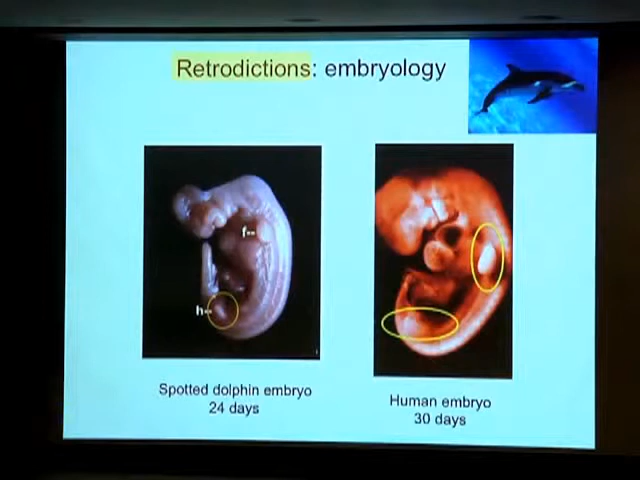 Retrodictions: embryology
f--
h--
Spotted dolphin embryo
24 days
Human embryo
30 days